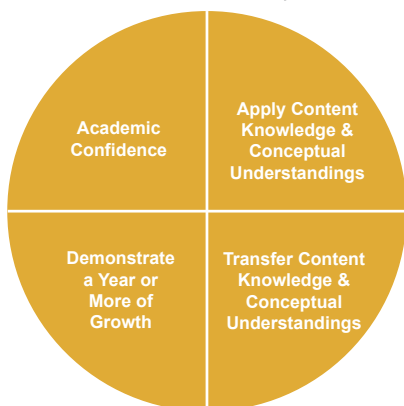 Academic
Confidence
Apply Content
Knowledge &
Conceptual
Understandings
Demonstrate
a Year or
More of
Growth
Transfer Content
Knowledge &
Conceptual
Understandings